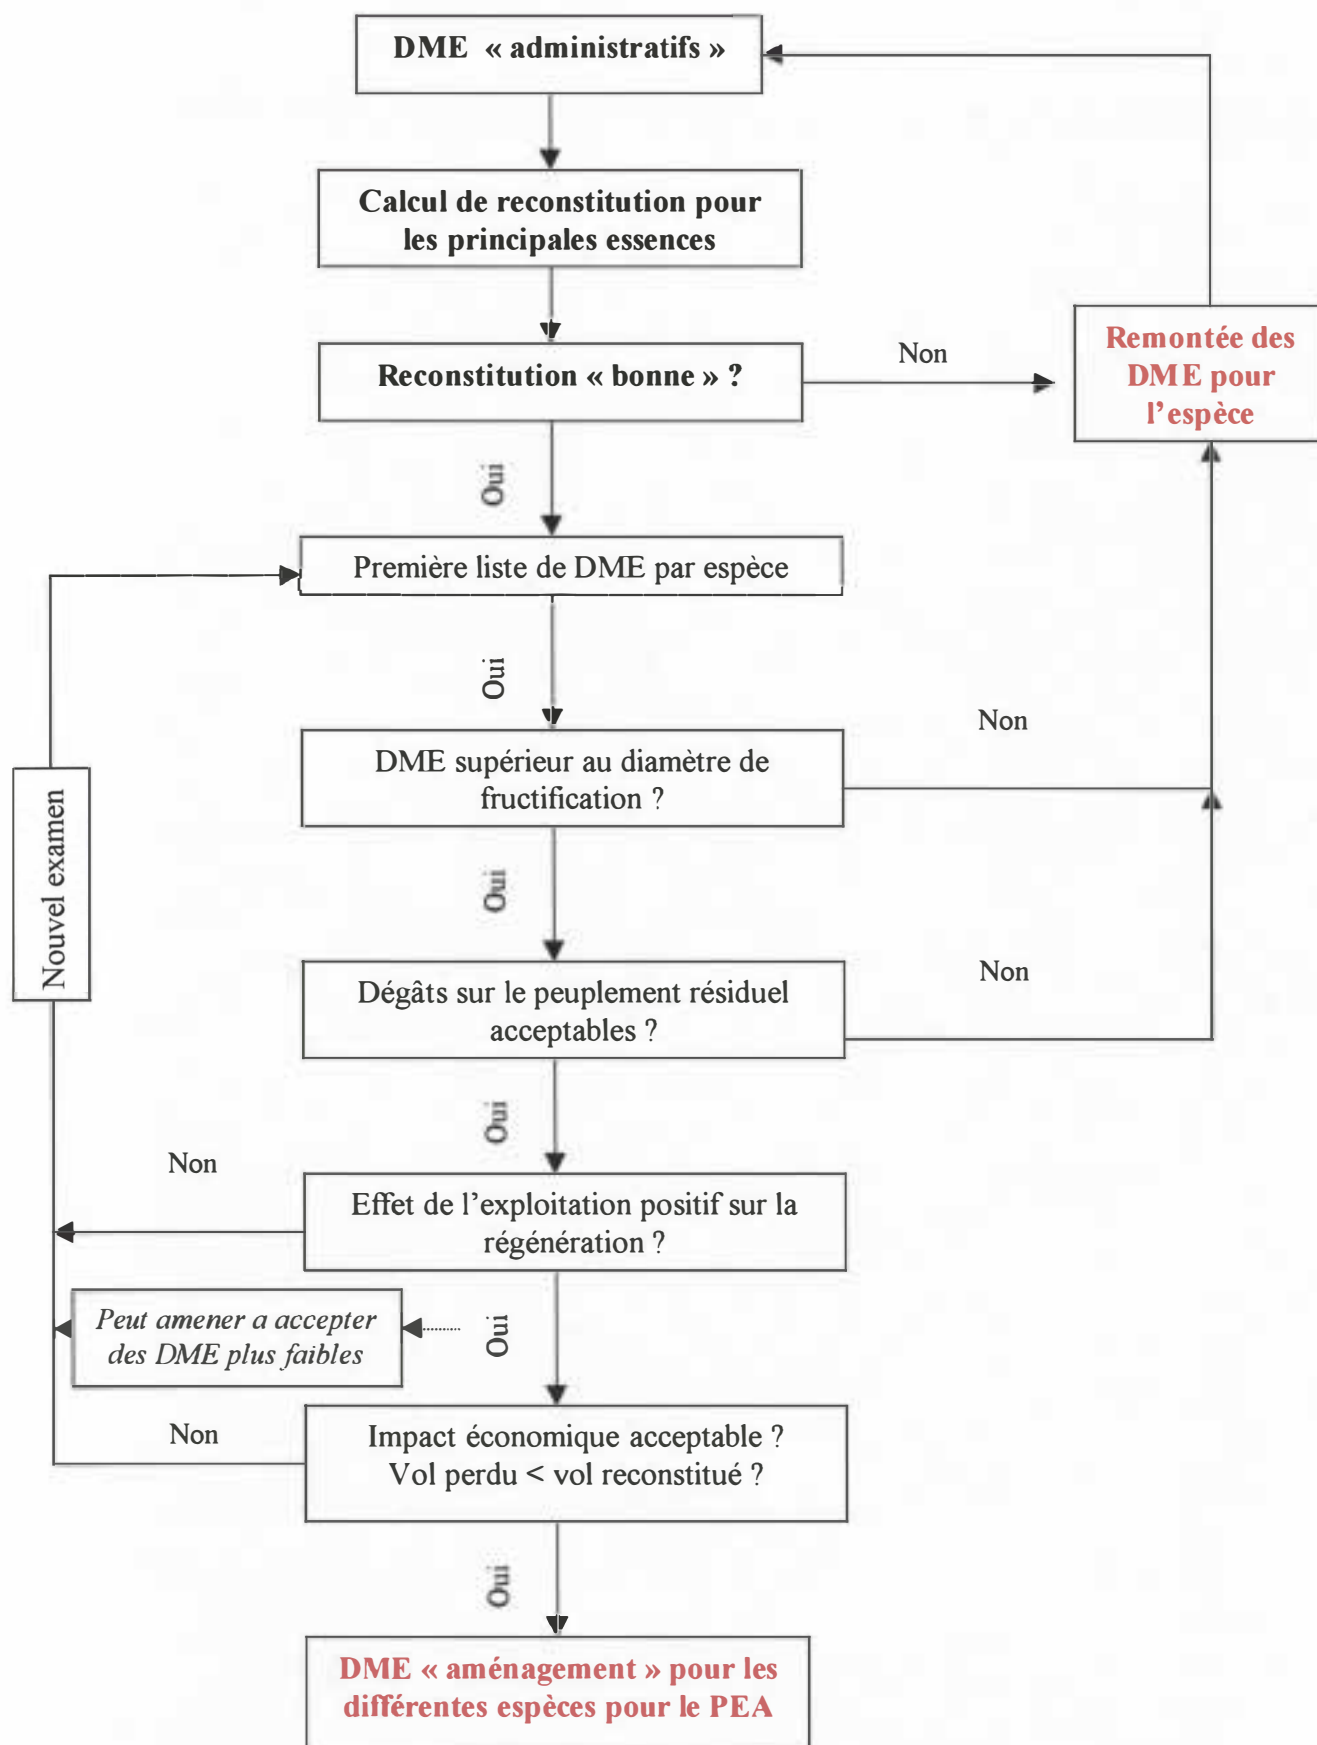 DME « administratifs »
Calcul de reconstitution pour
les principales essences
Reconstitution « bonne » ?
Non
Remontée des
DME pour
l'espèce
Oui
Première liste de DME par espèce
Oui
Non
DME supérieur au diamètre de
fructification ?
Nouvel examen
Oui
Dégâts sur le peuplement résiduel
acceptables ?
Non
Oui
Non
Effet de l'exploitation positif sur la
régénération ?
Peut amener a accepter
des DME plus faibles
Oui
Non
Impact économique acceptable ?
Vol perdu < vol reconstitué ?
Oui
DME « aménagement » pour les
différentes espèces pour le PEA